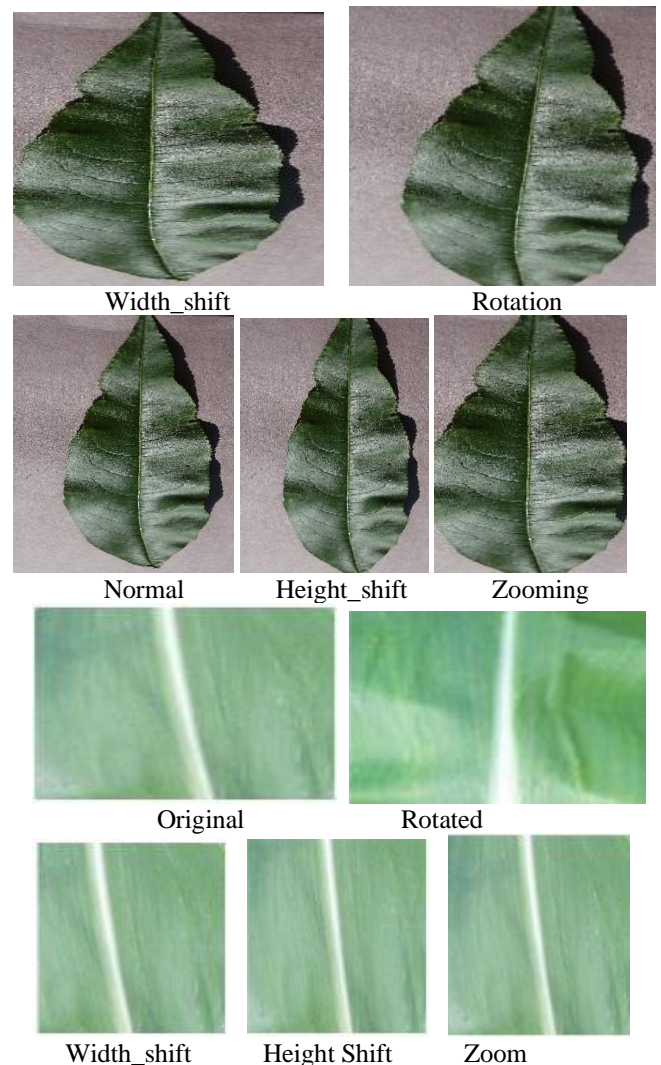 Width_shift Rotation
Normal Height_shift Zooming
Original Rotated
Width_shift Height Shift Zoom